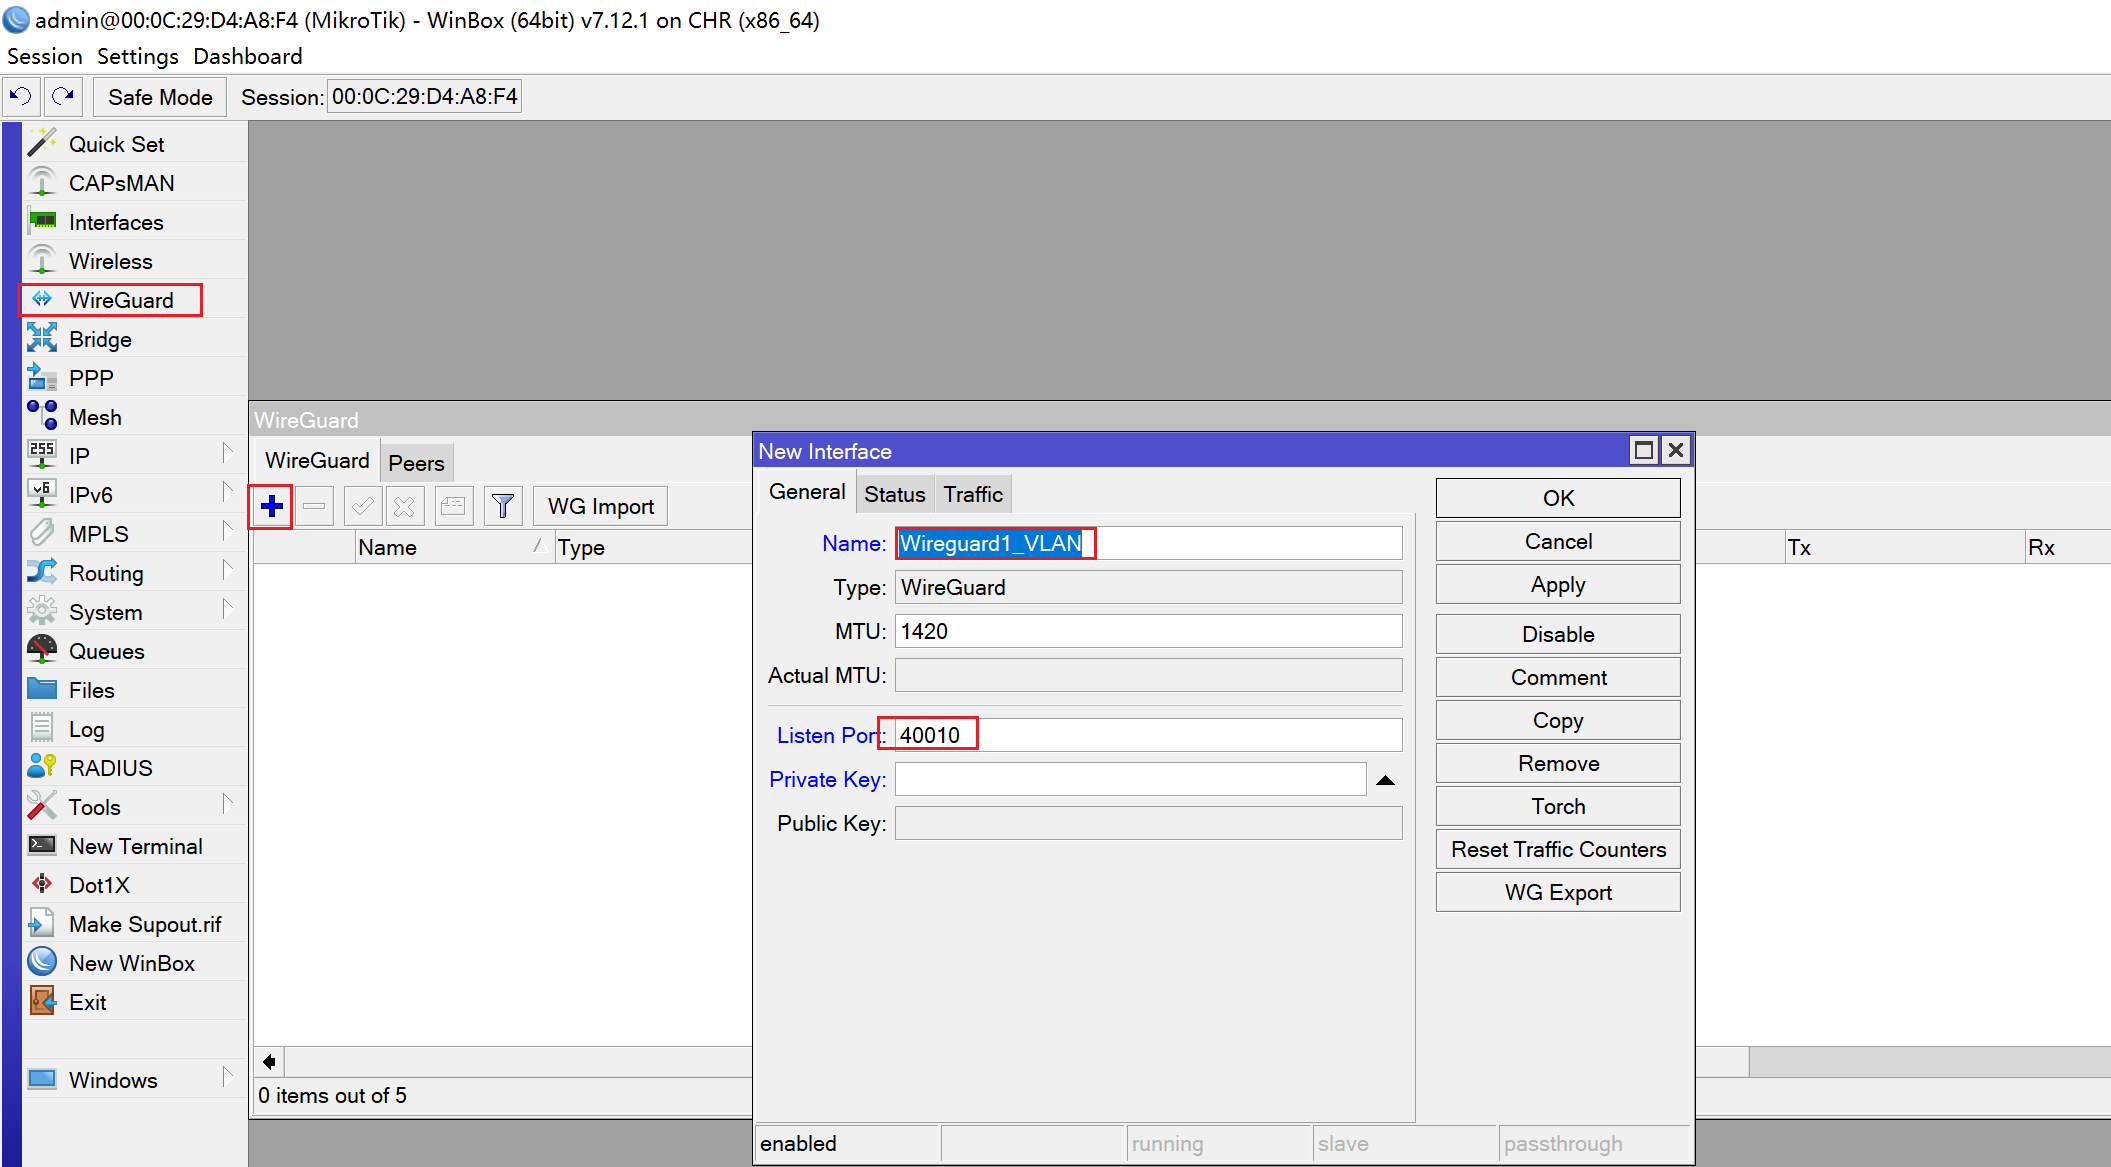 admin@00:0C:29:D4:A8:F4 (MikroTik) - WinBox (64bit) v7.12.1 on CHR (x86_64)
Session Settings Dashboard
Safe Mode Session: 00:0C:29:D4:A8:F4
Quick Set
CAPsMAN
Interfaces
Wireless
WireGuard
Bridge
PPP
Mesh
255 IP
v6 IPv6
MPLS
Routing
System
Queues
Files
Log
RADIUS
Tools
New Terminal
Dot1X
Make Supout.rif
New WinBox
Exit
Windows
WireGuard
WireGuard Peers
WG Import
Name Type Tx Rx
0 items out of 5
New Interface
General Status Traffic
Name: Wireguard1_VLAN
Type: WireGuard
MTU: 1420
Actual MTU:
Listen Port: 40010
Private Key:
Public Key:
OK
Cancel
Apply
Disable
Comment
Copy
Remove
Torch
Reset Traffic Counters
WG Export
enabled running slave passthrough